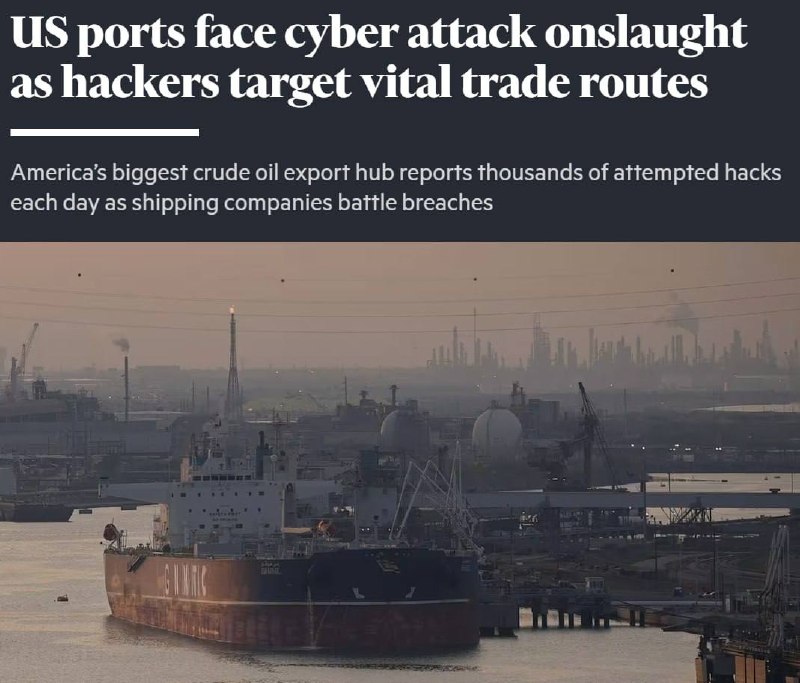 US ports face cyber attack onslaught
as hackers target vital trade routes
America's biggest crude oil export hub reports thousands of attempted hacks
each day as shipping companies battle breaches